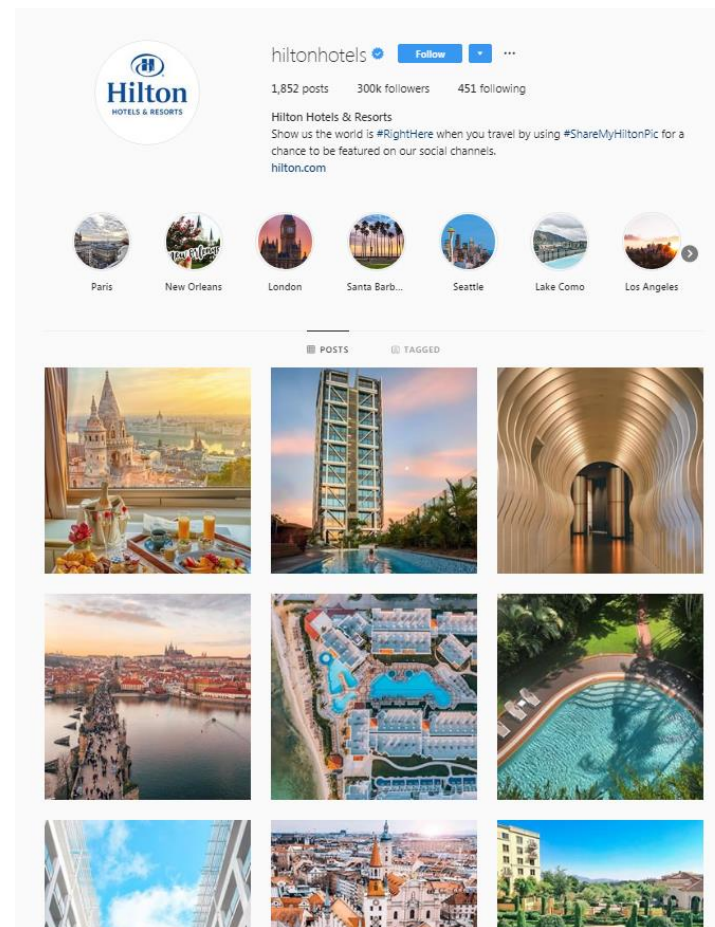 Hilton
HOTELS & RESORTS
hiltonhotels
Follow
1,852 posts 300k followers 451 following
Hilton Hotels & Resorts
Show us the world is #RightHere when you travel by using #ShareMyHiltonPic for a
chance to be featured on our social channels.
hilton.com
New Orleans
Paris New Orleans London Santa Barb... Seattle Lake Como Los Angeles
POSTS TAGGED